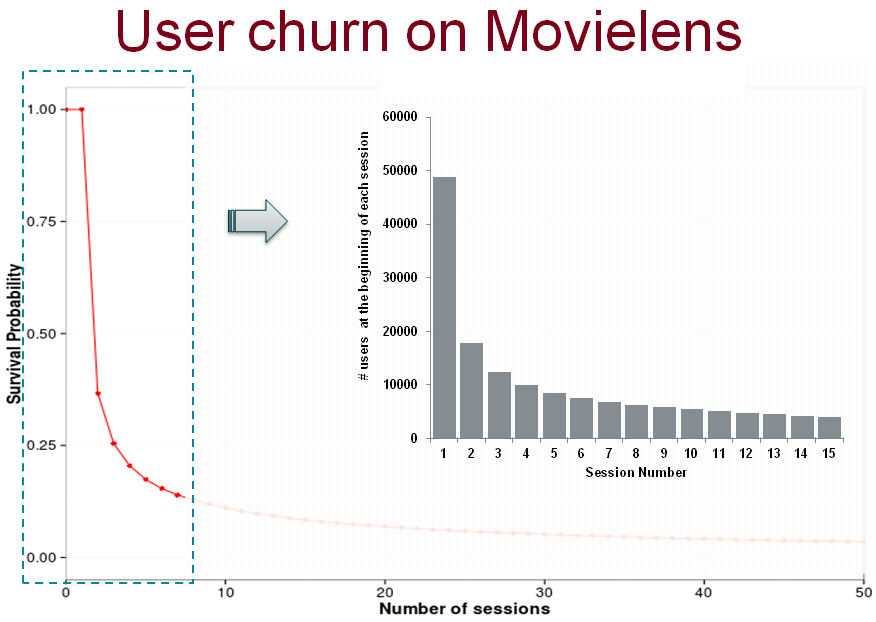 User churn on Movielens
1.00
0.75
0.50
0.25
0.00
Survival Probability
0 10 20 30 40 50
Number of sessions
# users at the beginning of each session
60000
50000
40000
30000
20000
10000
0
1 2 3 4 5 6 7 8 9 10 11 12 13 14 15
Session Number